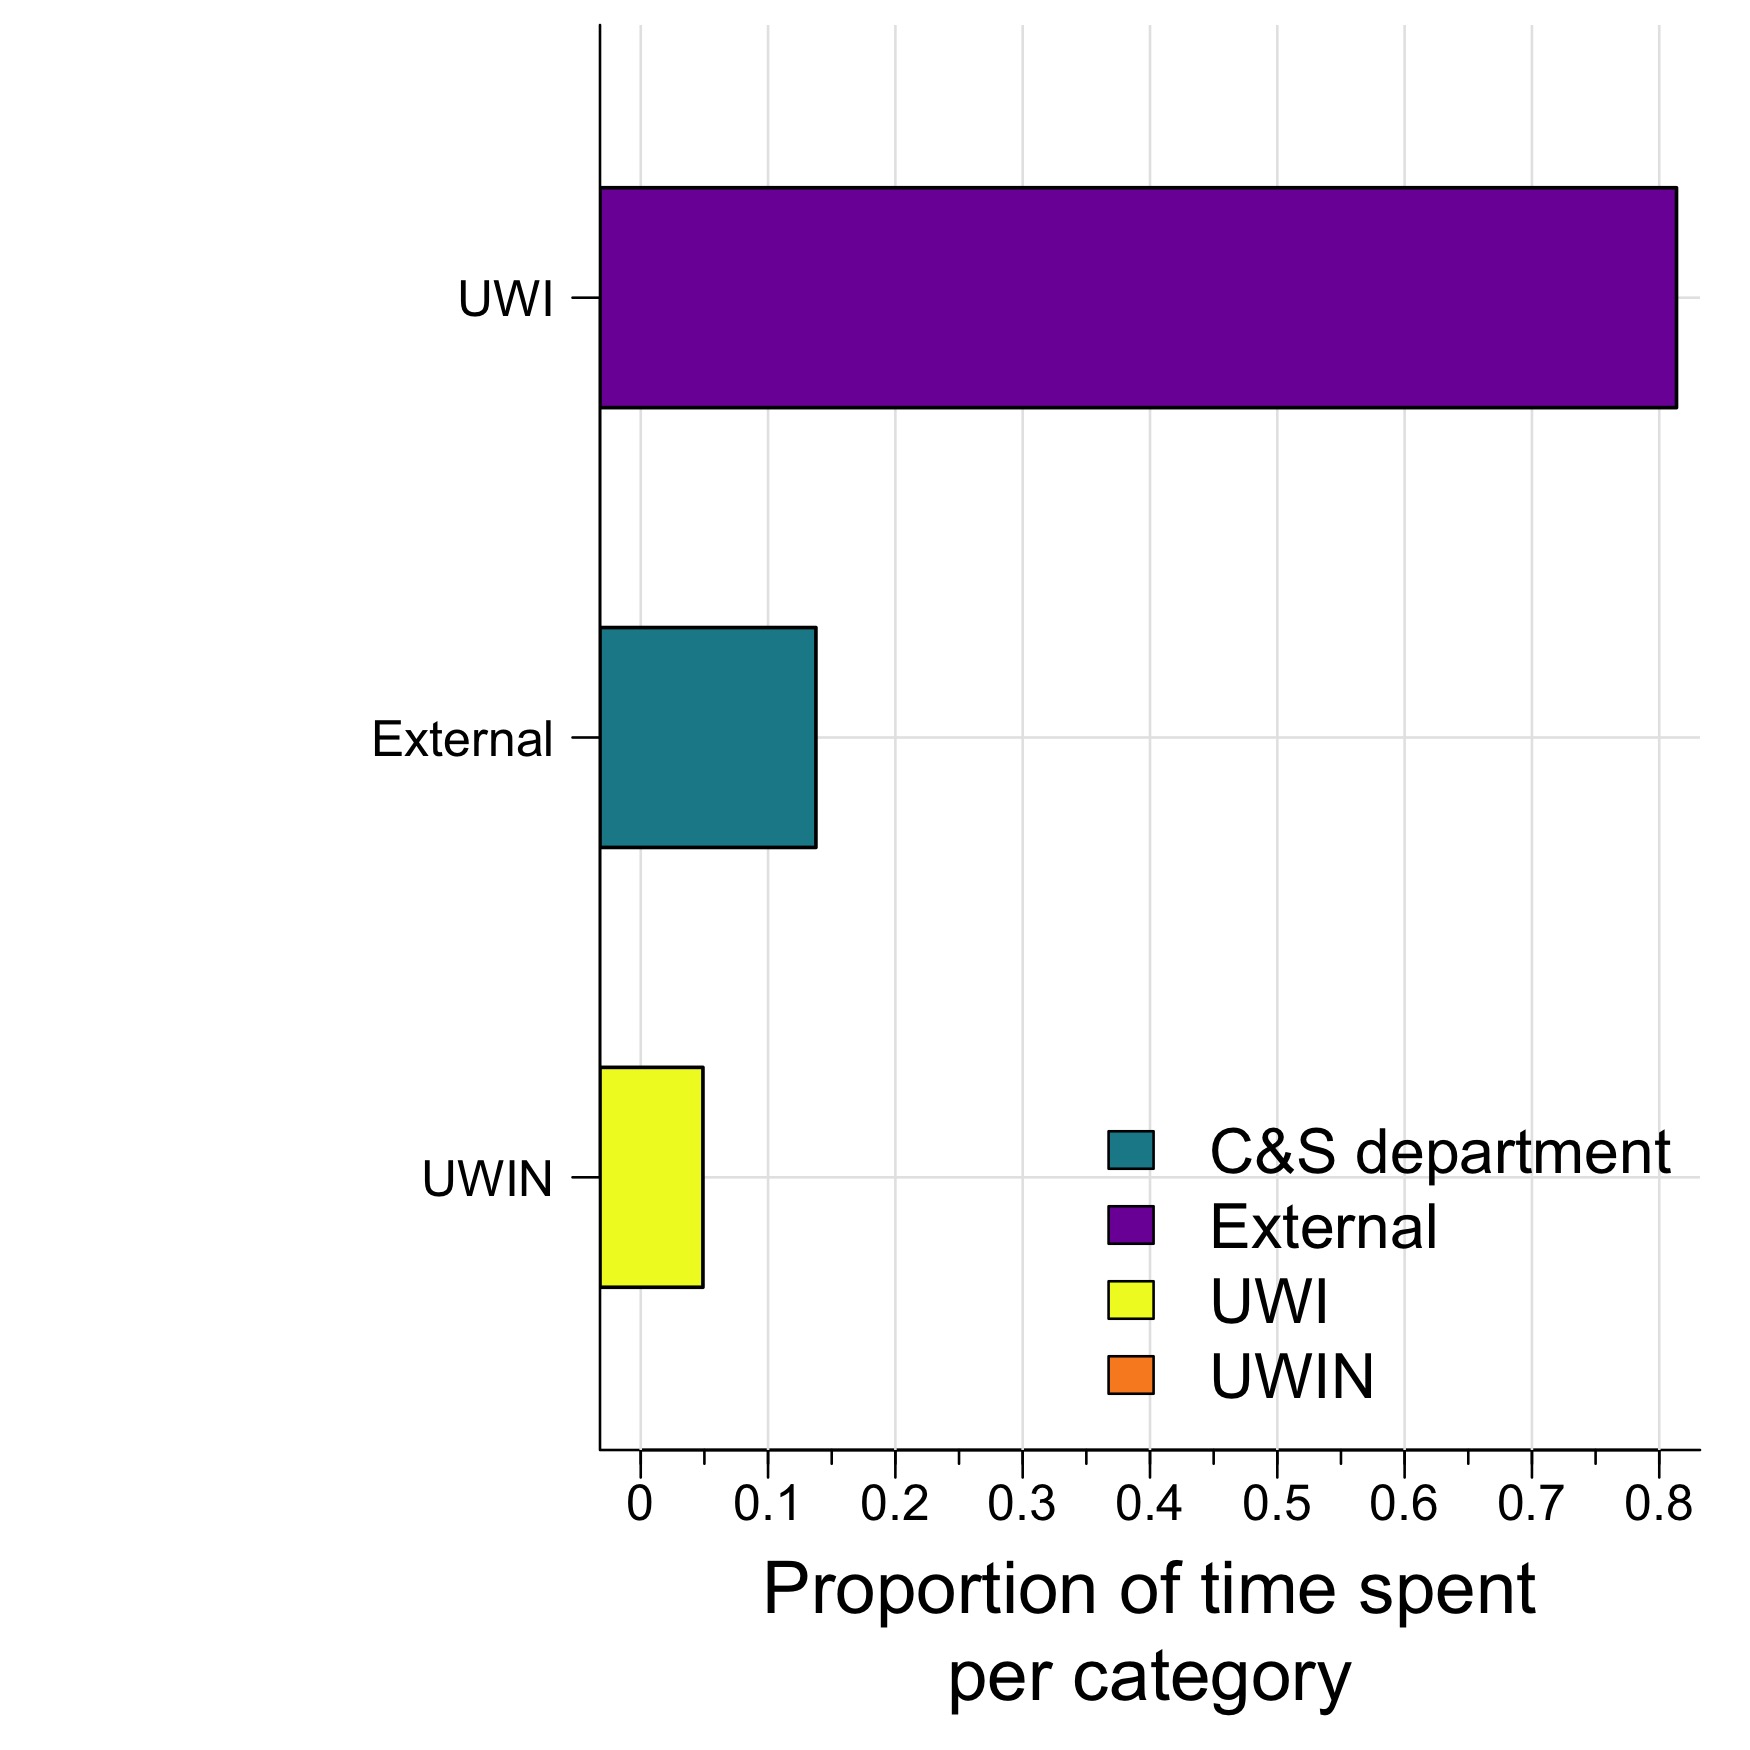 UWI
External
UWIN
C&S department
External
UWI
UWIN
0 0.1 0.2 0.3 0.4 0.5 0.6 0.7 0.8
Proportion of time spent
per category